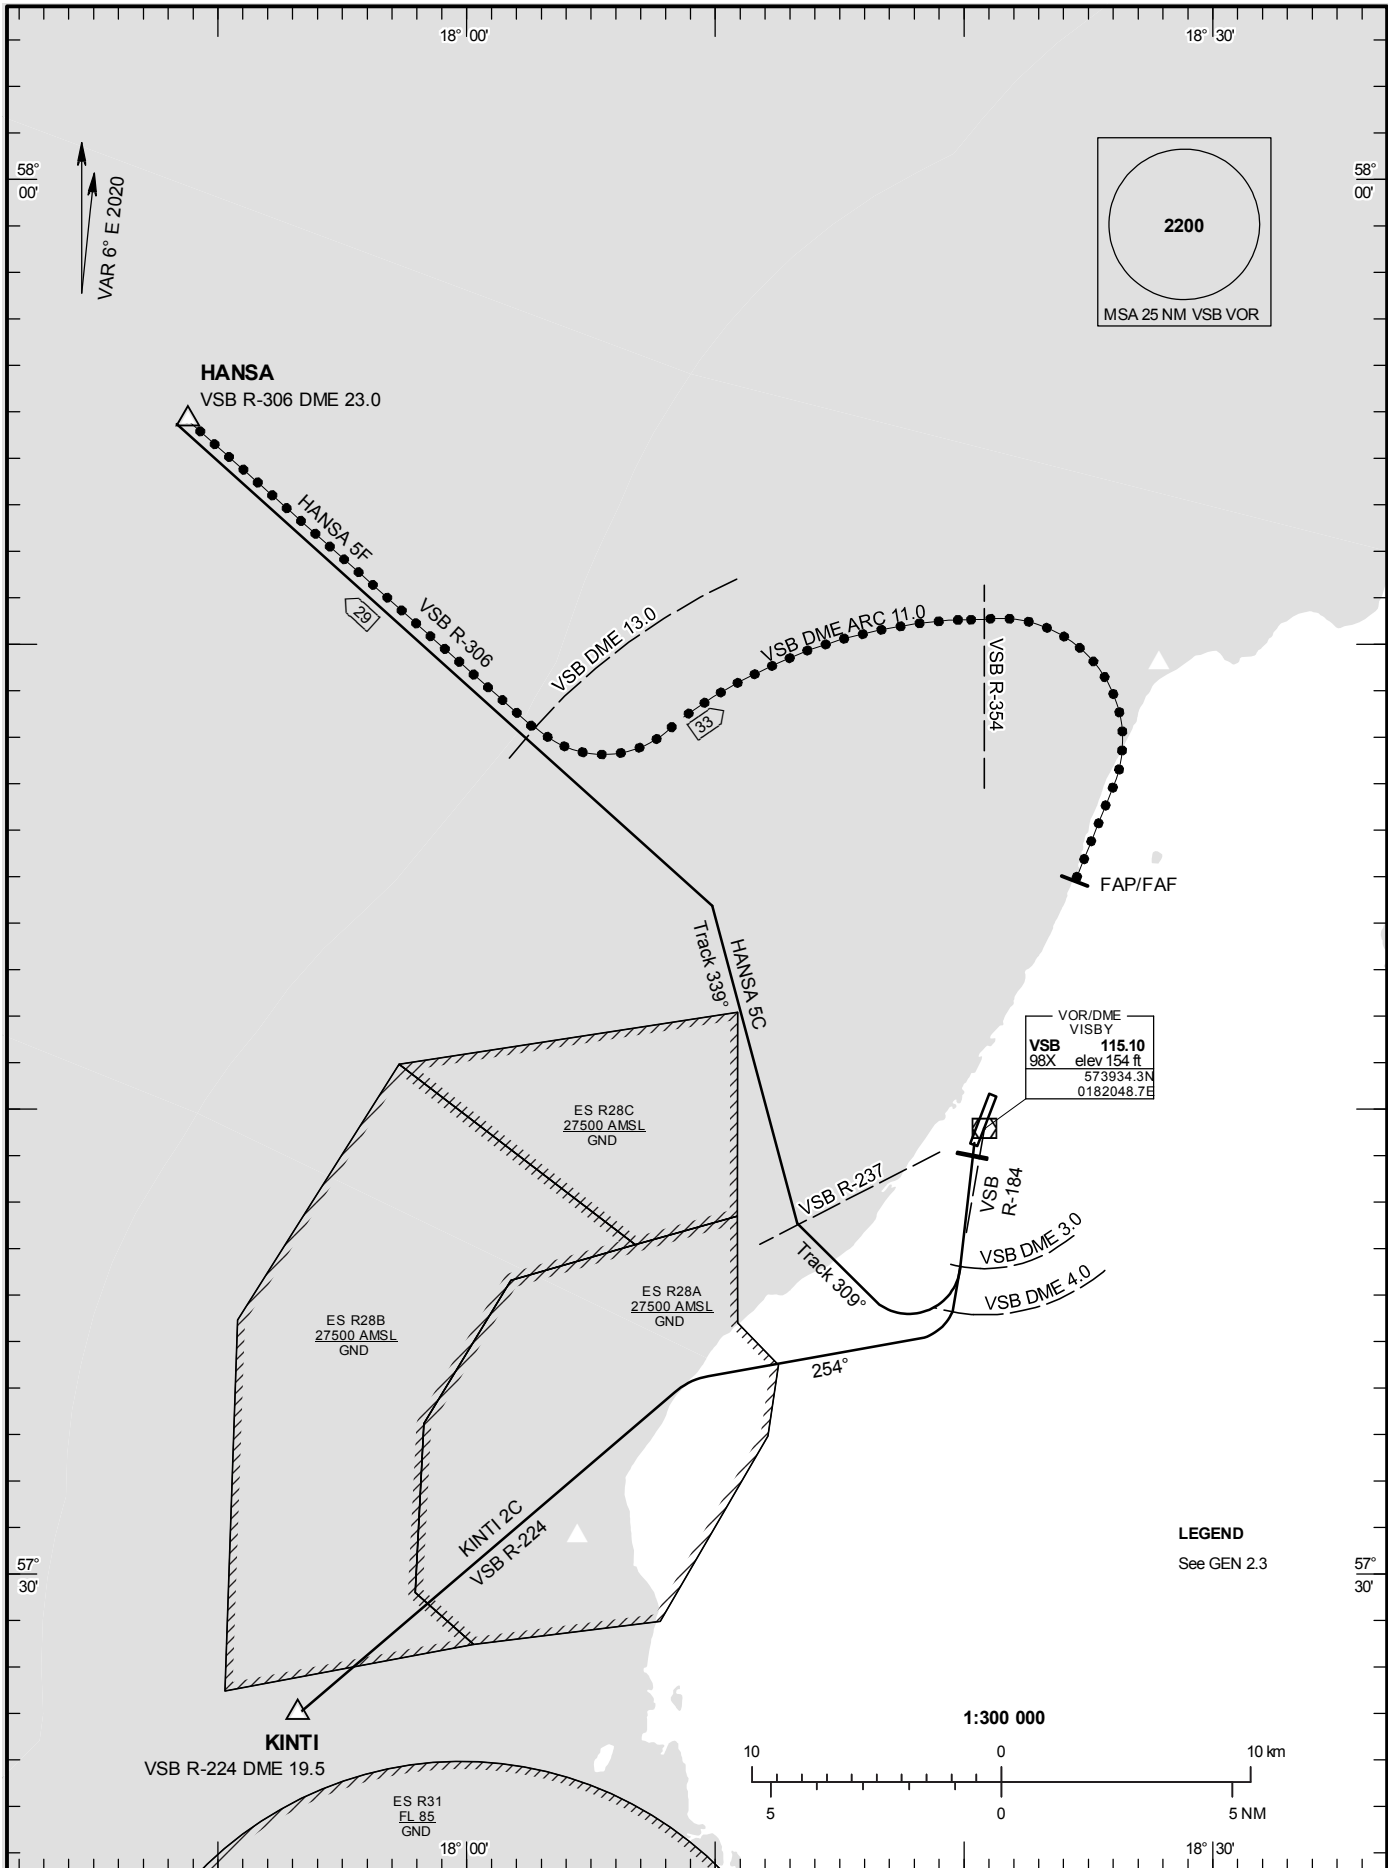 18° 00'
18° 30'
58°
00'
58°
00'
VAR 6° E 2020
2200
MSA 25 NM VSB VOR
HANSA
VSB R-306 DME 23.0
HANSA 5F
29
VSB R-306
VSB DME 13.0
VSB DME ARC 11.0
33
VSB R-354
FAP/FAF
Track 339°
HANSA 5C
VOR/DME
VISBY
VSB 115.10
98X elev 154 ft
573934.3N
0182048.7E
ES R28C
27500 AMSL
GND
VSB R-237
VSB
R-184
Track 309°
VSB DME 3.0
VSB DME 4.0
ES R28A
27500 AMSL
GND
ES R28B
27500 AMSL
GND
254°
KINTI 2C
VSB R-224
LEGEND
See GEN 2.3
57°
30'
57°
30'
KINTI
VSB R-224 DME 19.5
1:300 000
10 0 10 km
5 0 5 NM
ES R31
FL 85
GND
18° 00'
18° 30'